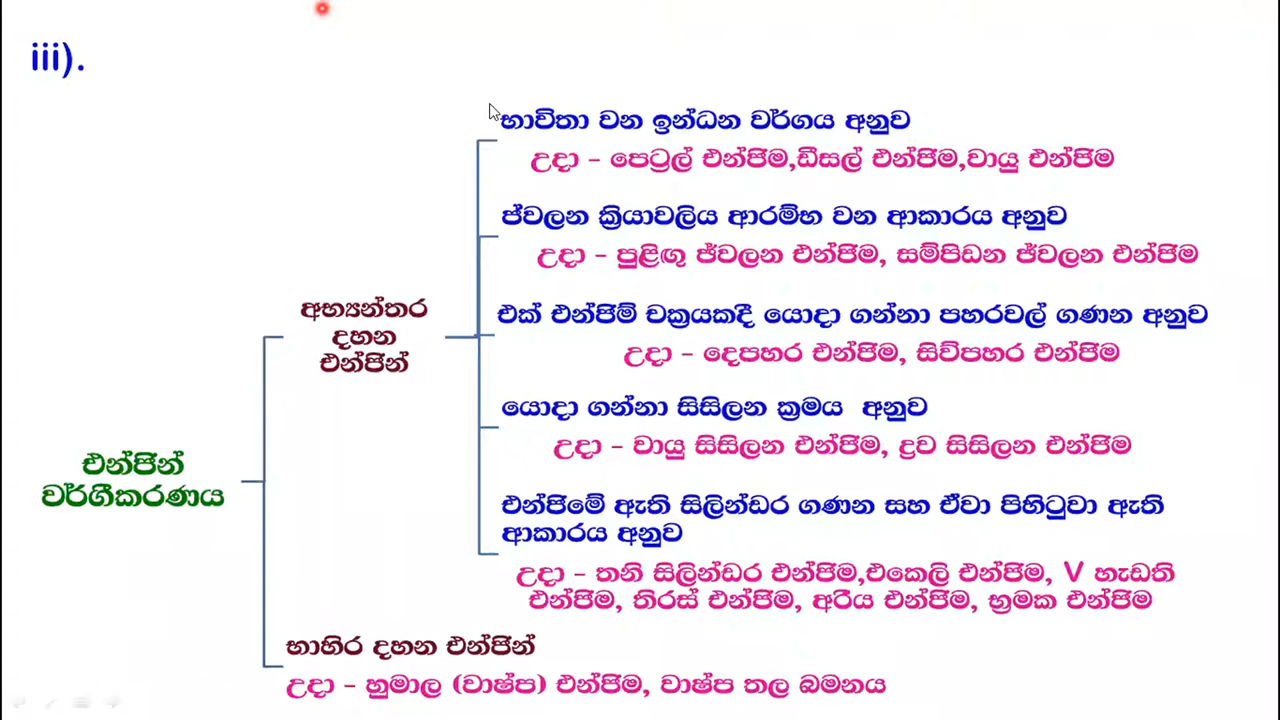 iii).
භාවිතා වන ඉන්ධන වර්ගය අනුව
උදා - පෙට්‍රල් එන්ජිම,ඩීසල් එන්ජිම,වායු එන්ජිම
ජ්වලන ක්‍රියාවලිය ආරම්භ වන ආකාරය අනුව
උදා - පුළිඟු ජ්වලන එන්ජිම, සම්පිඩන ජ්වලන එන්ජිම
අභ්‍යන්තර
දහන
එන්ජින්
එක් එන්ජිම් චක්‍රයකදී යොදා ගන්නා පහරවල් ගණන අනුව
උදා - දෙපහර එන්ජිම, සිව්පහර එන්ජිම
යොදා ගන්නා සිසිලන ක්‍රමය අනුව
උදා - වායු සිසිලන එන්ජිම, ද්‍රව සිසිලන එන්ජිම
එන්ජින්
වර්ගීකරණය
එන්ජිමේ ඇති සිලින්ඩර ගණන සහ ඒවා පිහිටුවා ඇති
ආකාරය අනුව
උදා - තනි සිලින්ඩර එන්ජිම,එකෙලි එන්ජිම, V හැඩති
එන්ජිම, තිරස් එන්ජිම, අරීය එන්ජිම, භ්‍රමක එන්ජිම
භාහිර දහන එන්ජින්
උදා - හුමාල (වාෂ්ප) එන්ජිම, වාෂ්ප තල බමනය